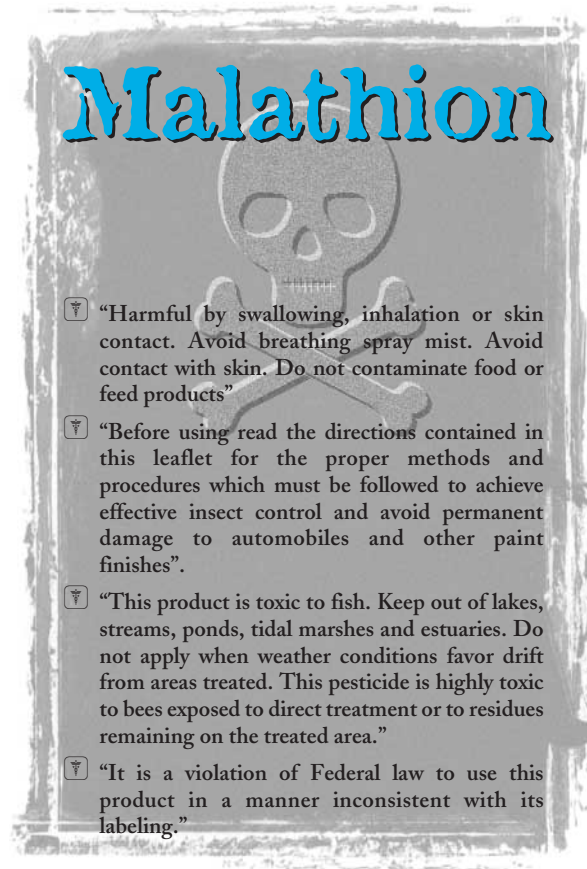 Malathion
“Harmful by swallowing, inhalation or skin
contact. Avoid breathing spray mist. Avoid
contact with skin. Do not contaminate food or
feed products”
“Before using read the directions contained in
this leaflet for the proper methods and
procedures which must be followed to achieve
effective insect control and avoid permanent
damage to automobiles and other paint
finishes”.
“This product is toxic to fish. Keep out of lakes,
streams, ponds, tidal marshes and estuaries. Do
not apply when weather conditions favor drift
from areas treated. This pesticide is highly toxic
to bees exposed to direct treatment or to residues
remaining on the treated area.”
“It is a violation of Federal law to use this
product in a manner inconsistent with its
labeling.”